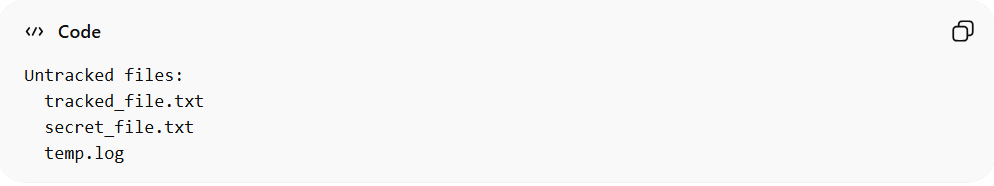 Code
Untracked files:
  tracked_file.txt
  secret_file.txt
  temp.log